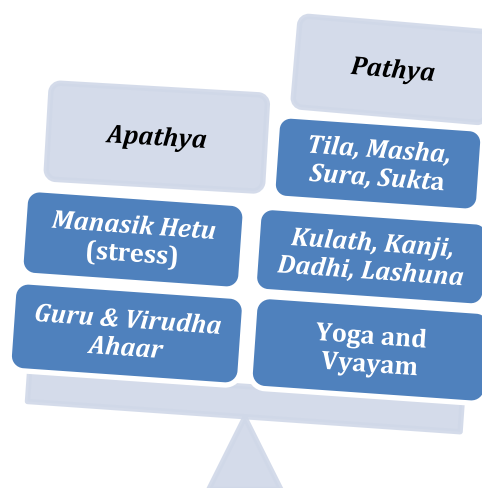 Apathya
Manasik Hetu
(stress)
Guru & Virudha
Ahaar
Pathya
Tila, Masha,
Sura, Sukta
Kulath, Kanji,
Dadhi, Lashuna
Yoga and
Vyayam